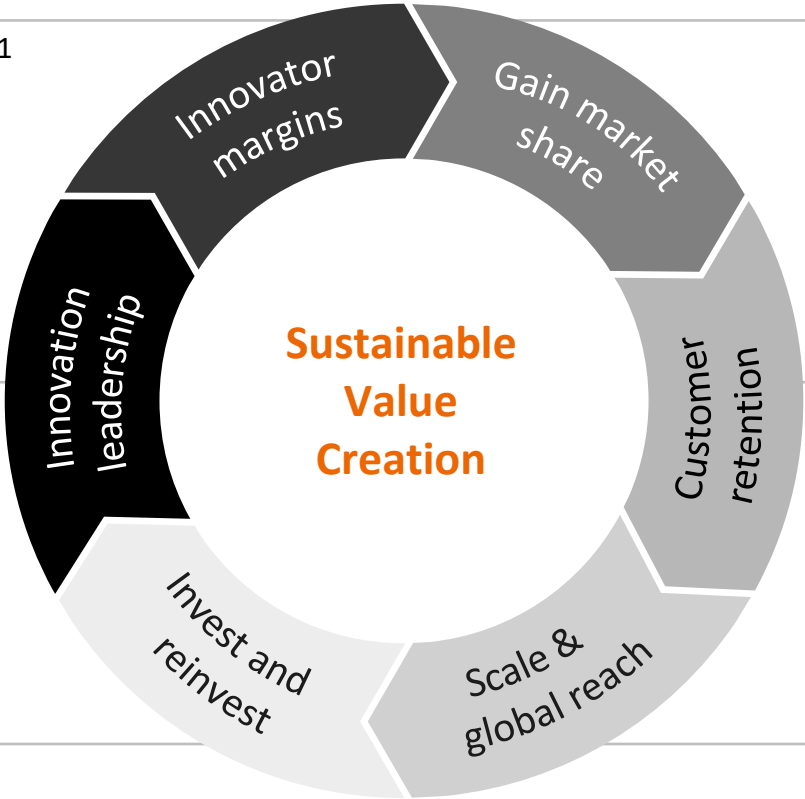 1
Innovator
margins
Gain market
share
Customer
retention
Scale &
global reach
Invest and
reinvest
Innovation
leadership
Sustainable
Value
Creation